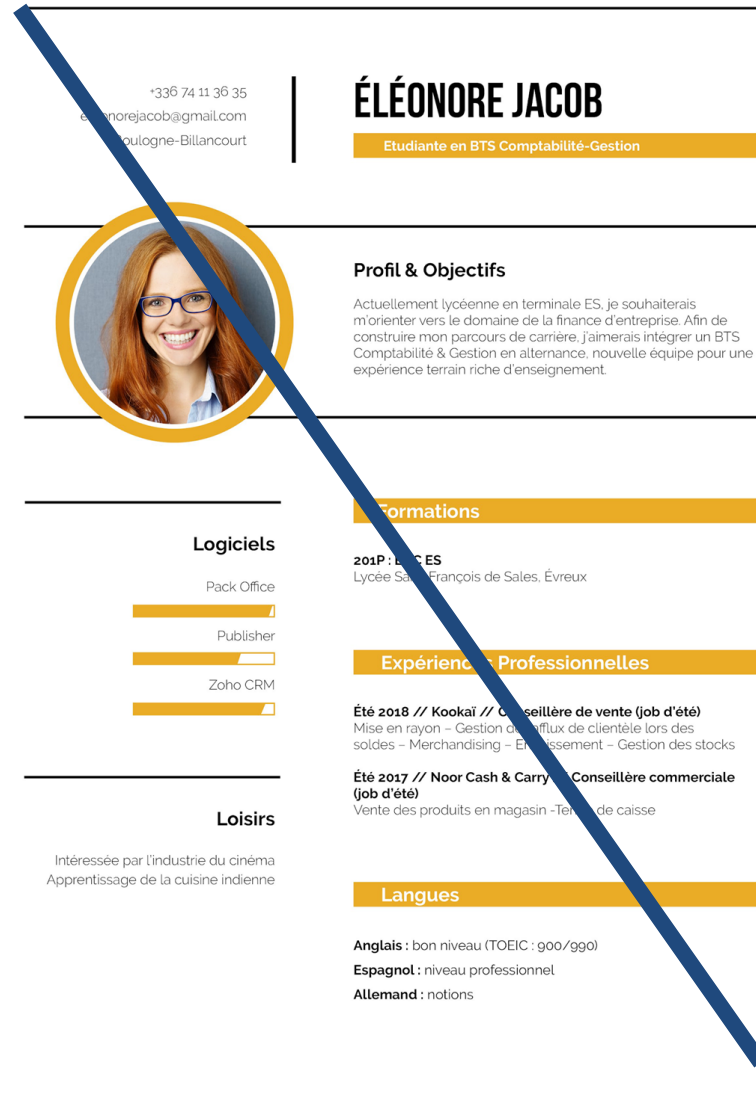 +336 74 11 36 35
norejacob@gmail.com
oulogne-Billancourt
ÉLÉONORE JACOB
Etudiante en BTS Comptabilité-Gestion
Profil & Objectifs
Actuellement lycéenne en terminale ES, je souhaiterais
m'orienter vers le domaine de la finance d'entreprise. Afin de
construire mon parcours de carrière, j'aimerais intégrer un BTS
Comptabilité & Gestion en alternance, nouvelle équipe pour une
expérience terrain riche d'enseignement.
Logiciels
Pack Office
Publisher
Zoho CRM
Loisirs
Intéressée par l'industrie du cinéma
Apprentissage de la cuisine indienne
Formations
201P : ES
Lycée François de Sales, Évreux
Expériences Professionnelles
Été 2018 // Kookaï // Conseillère de vente (job d'été)
Mise en rayon – Gestion de clientèle lors des
soldes – Merchandising – – Gestion des stocks
Été 2017 // Noor Cash & Carry // Conseillère commerciale
(job d'été)
Vente des produits en magasin - de caisse
Langues
Anglais : bon niveau (TOEIC : 900/990)
Espagnol : niveau professionnel
Allemand : notions